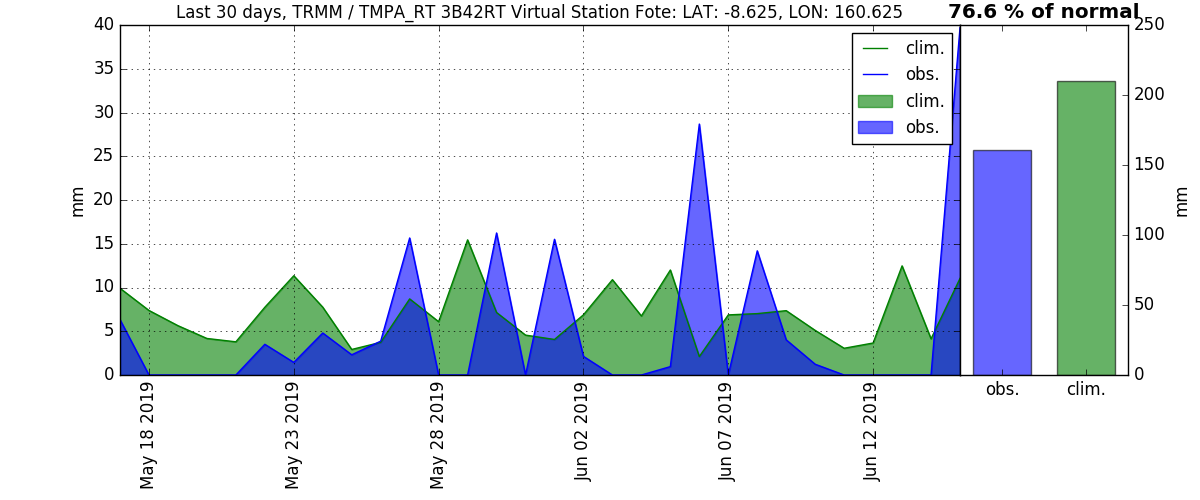 Last 30 days, TRMM / TMPA_RT 3B42RT Virtual Station Fote: LAT: -8.625, LON: 160.625
76.6 % of normal
40
35
30
25
20
15
10
5
0
mm
clim.
obs.
clim.
obs.
250
200
150
100
50
0
mm
May 18 2019
May 23 2019
May 28 2019
Jun 02 2019
Jun 07 2019
Jun 12 2019
obs.
clim.